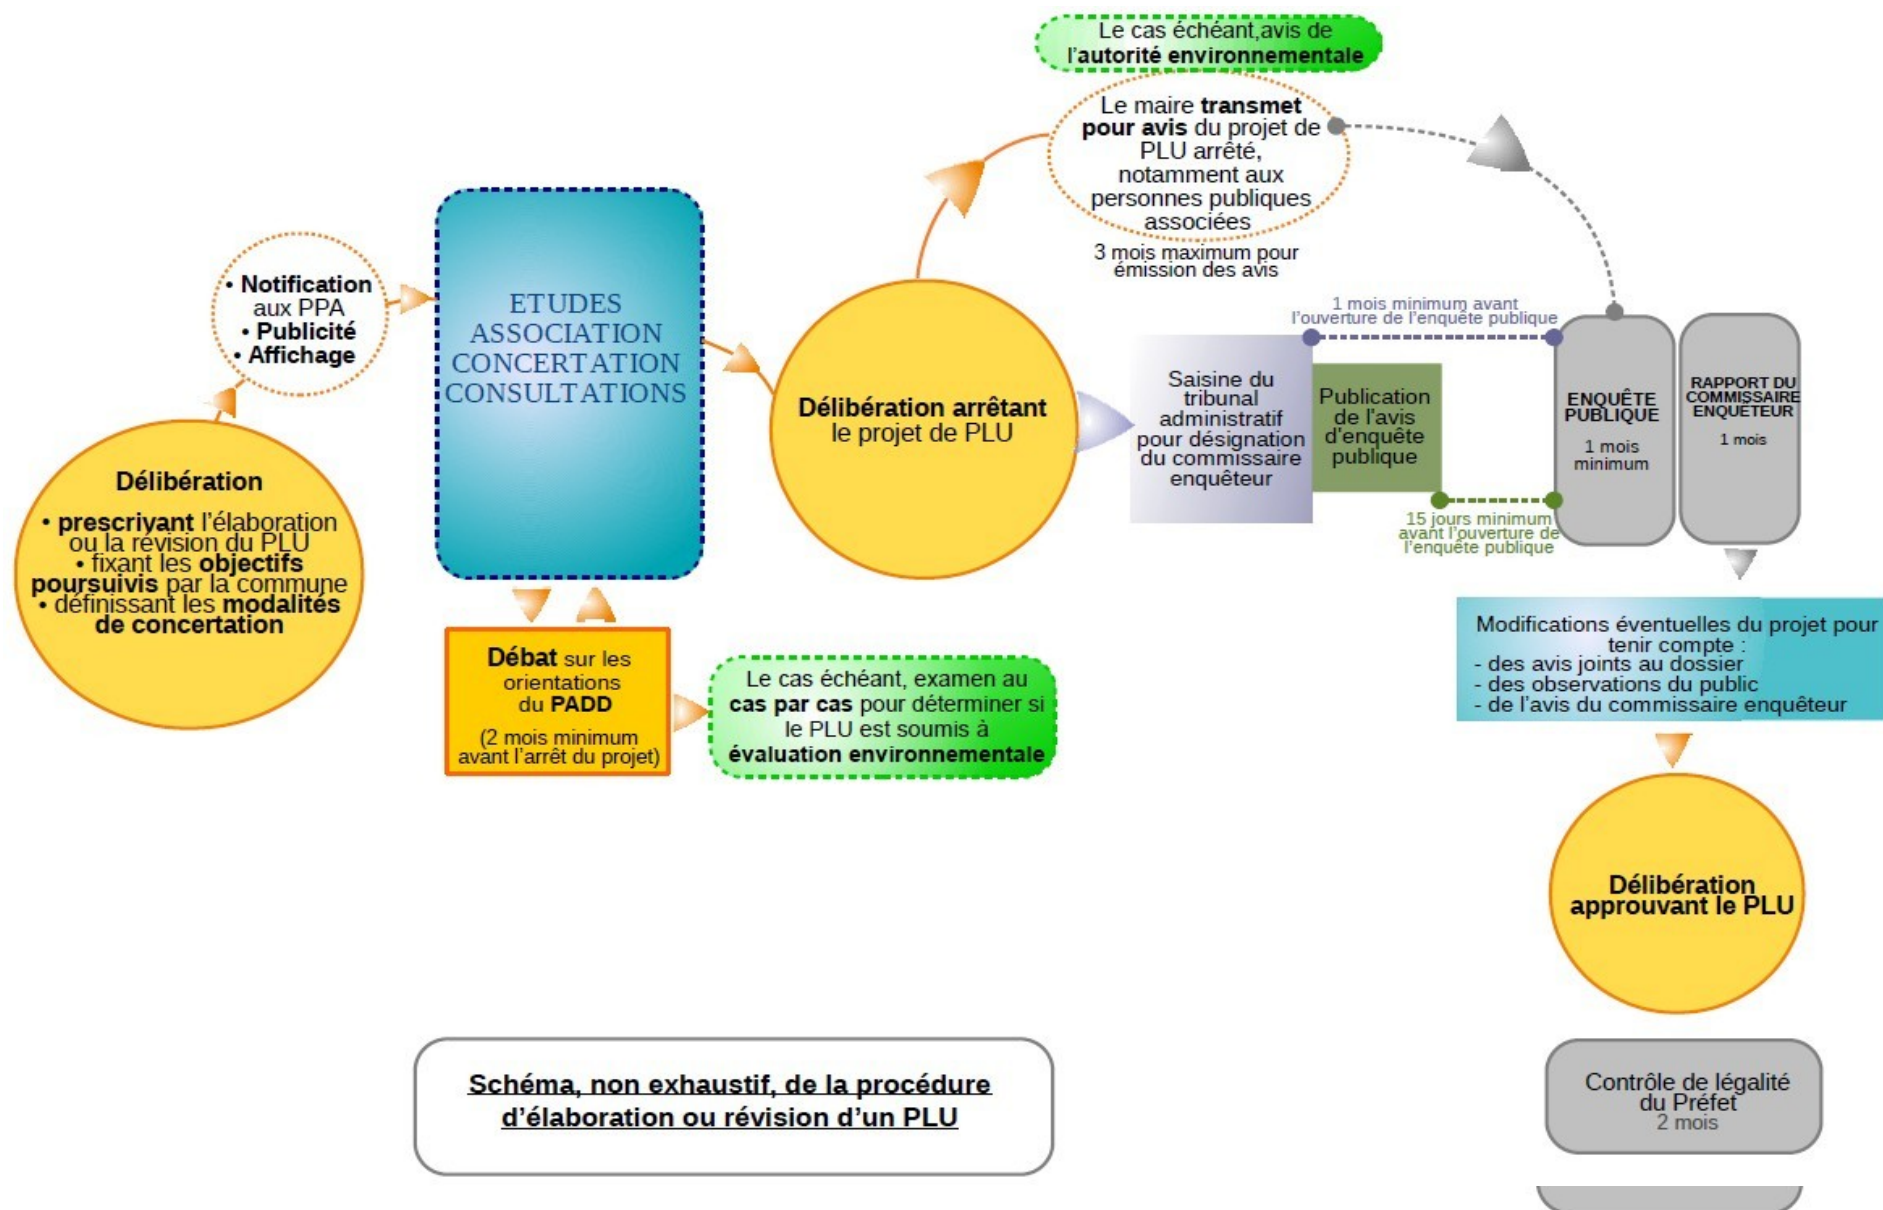 Délibération
• prescrivant l'élaboration
ou la révision du PLU
• fixant les objectifs
poursuivis par la commune
• définissant les modalités
de concertation
• Notification
aux PPA
• Publicité
• Affichage
ETUDES
ASSOCIATION
CONCERTATION
CONSULTATIONS
Débat sur les
orientations
du PADD
(2 mois minimum
avant l'arrêt du projet)
Le cas échéant, examen au
cas par cas pour déterminer si
le PLU est soumis à
évaluation environnementale
Délibération arrêtant
le projet de PLU
Le cas échéant,avis de
l'autorité environnementale
Le maire transmet
pour avis du projet de
PLU arrêté,
notamment aux
personnes publiques
associées
3 mois maximum pour
émission des avis
Saisine du
tribunal
administratif
pour désignation
du commissaire
enquêteur
Publication
de l'avis
d'enquête
publique
1 mois minimum avant
l'ouverture de l'enquête publique
15 jours minimum
avant l'ouverture de
l'enquête publique
ENQUÊTE
PUBLIQUE
1 mois
minimum
RAPPORT DU
COMMISSAIRE
ENQUÊTEUR
1 mois
Modifications éventuelles du projet pour
tenir compte :
- des avis joints au dossier
- des observations du public
- de l'avis du commissaire enquêteur
Délibération
approuvant le PLU
Contrôle de légalité
du Préfet
2 mois
Schéma, non exhaustif, de la procédure
d'élaboration ou révision d'un PLU